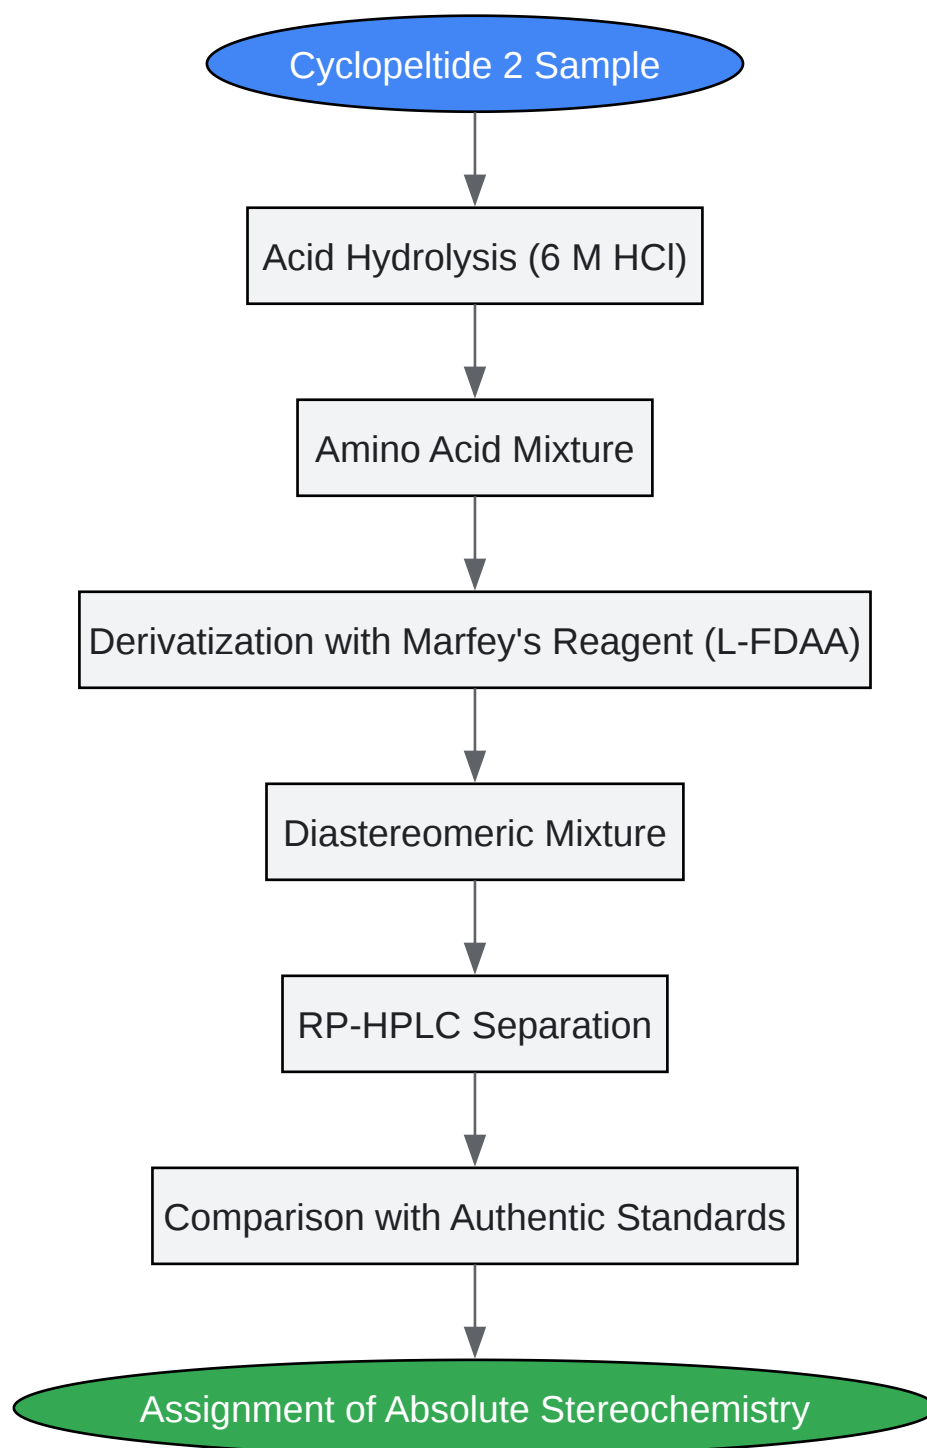 Cyclopeltide 2 Sample
Acid Hydrolysis (6 M HCl)
Amino Acid Mixture
Derivatization with Marfey's Reagent (L-FDAA)
Diastereomeric Mixture
RP-HPLC Separation
Comparison with Authentic Standards
Assignment of Absolute Stereochemistry